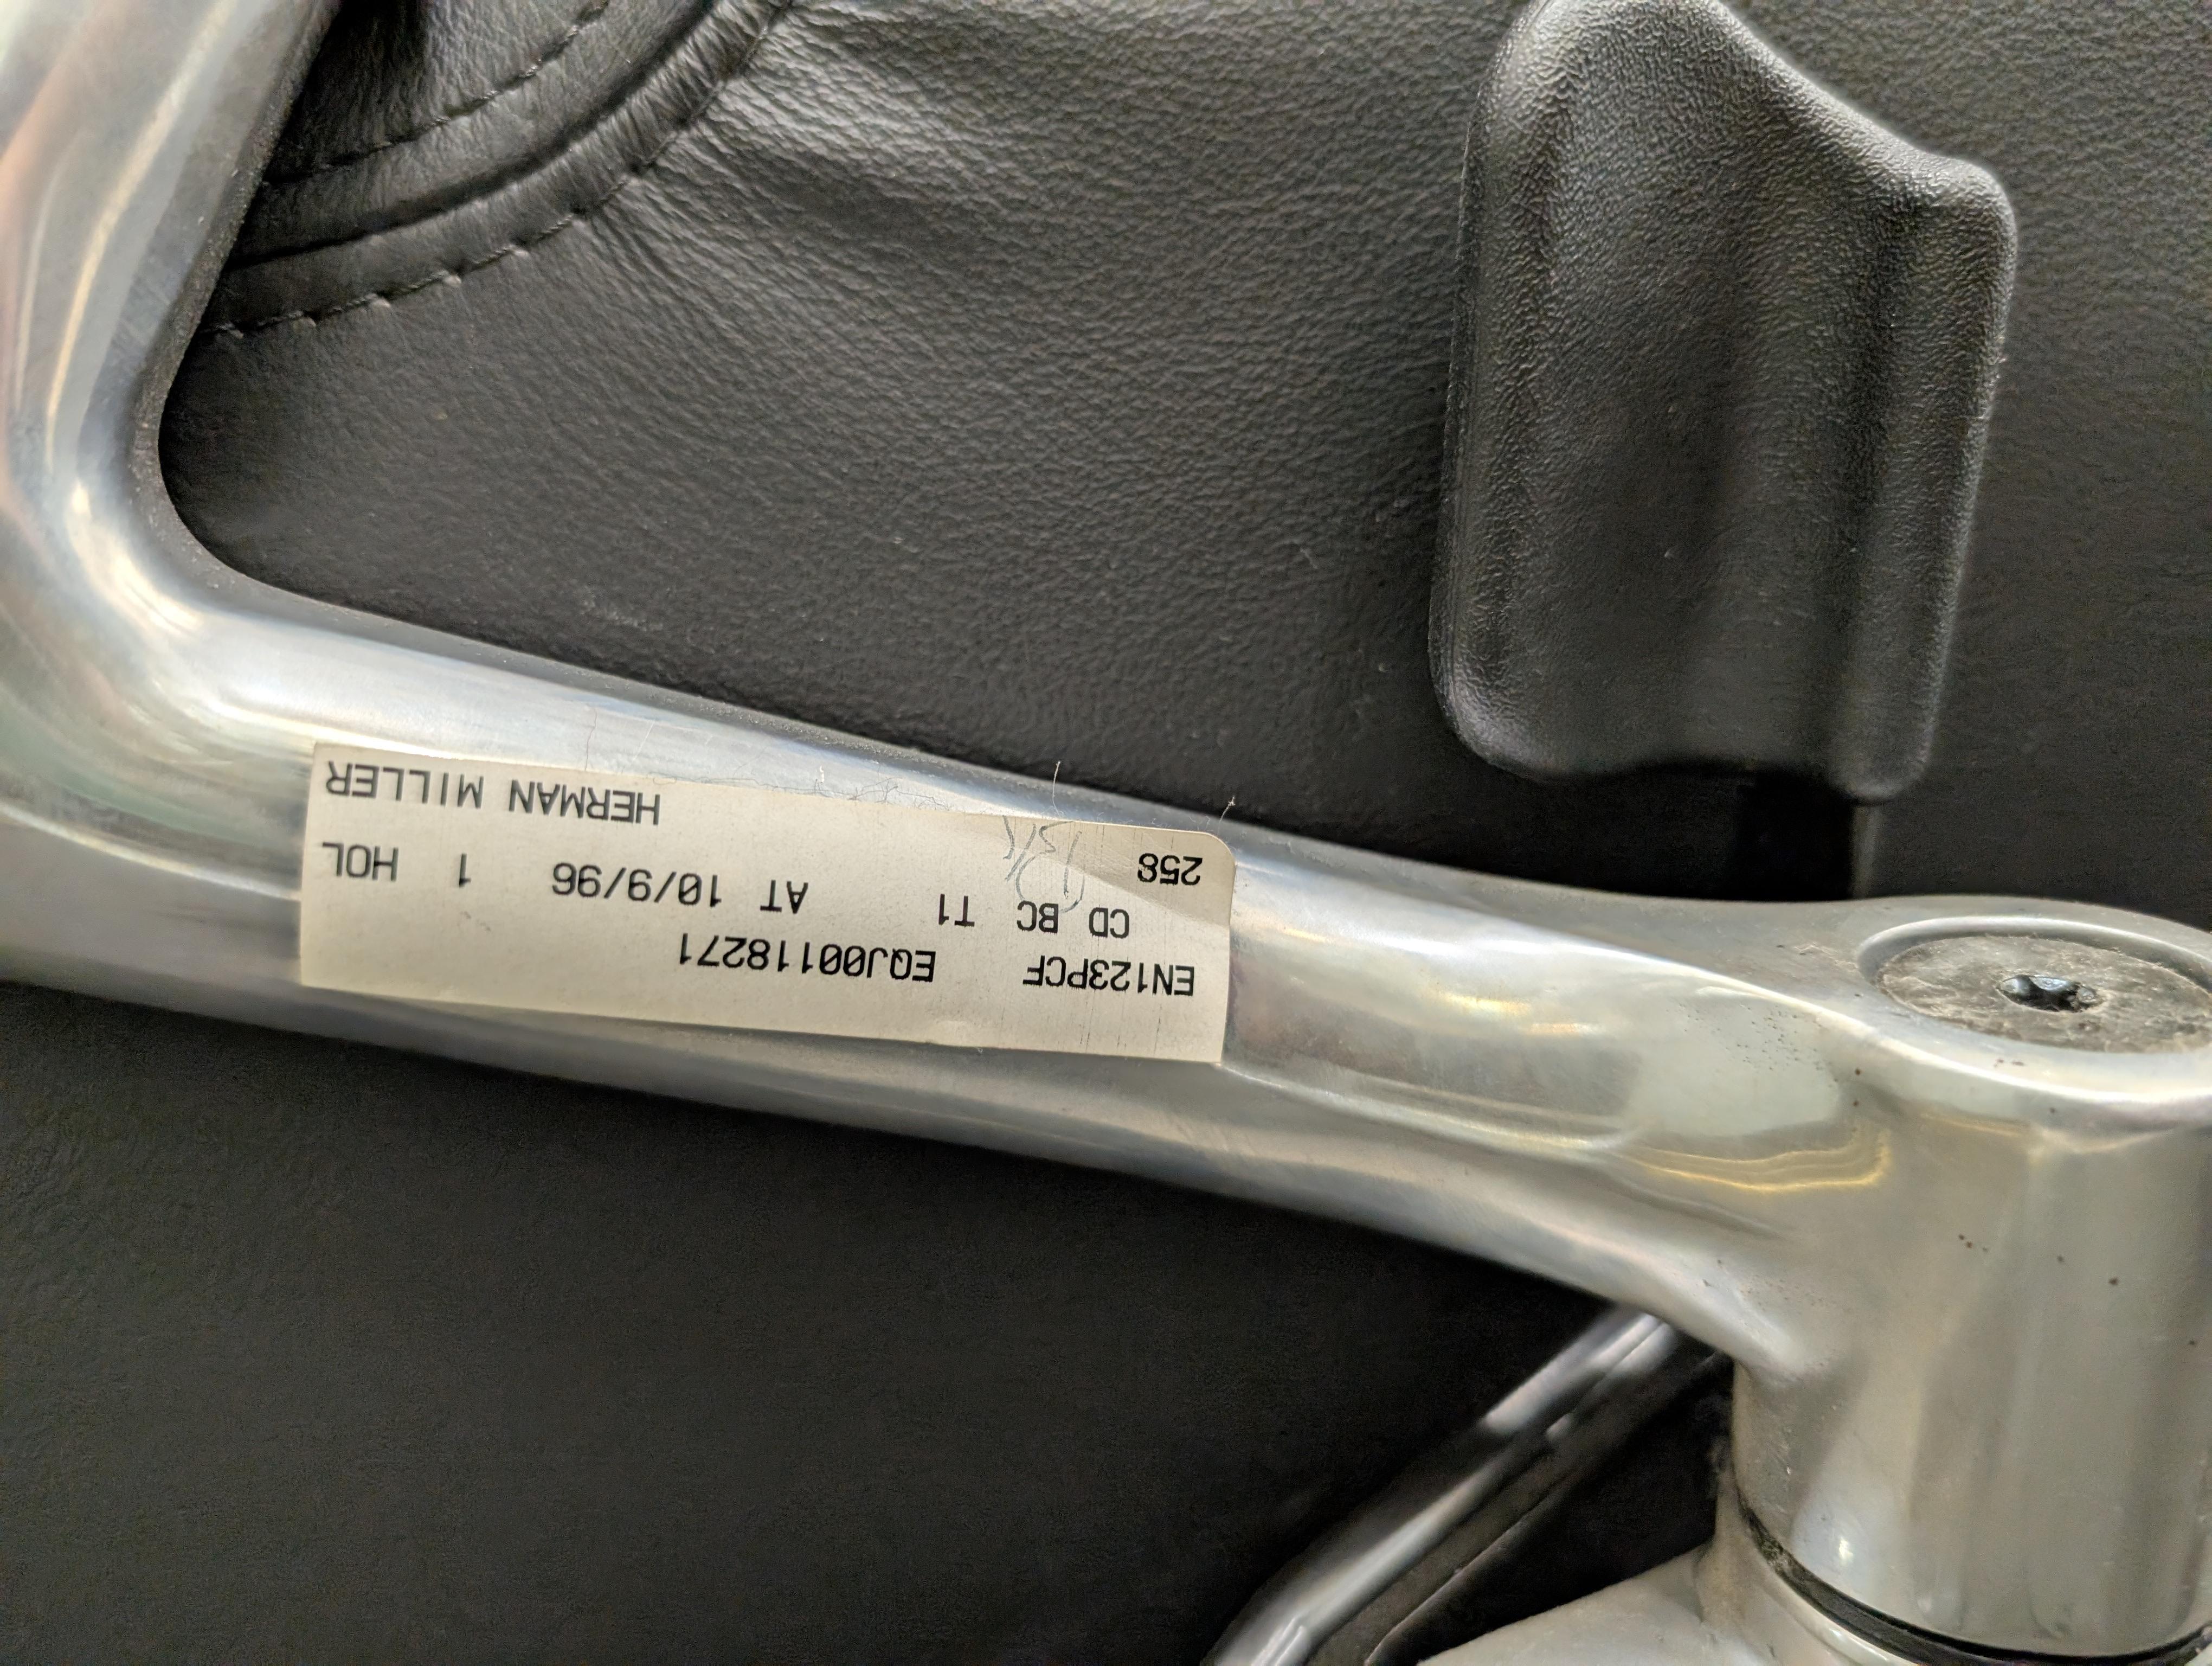 EN123PCF EQJ00118271
CD BC T1 AT 10/9/96 1 HOL
258 HERMAN MILLER